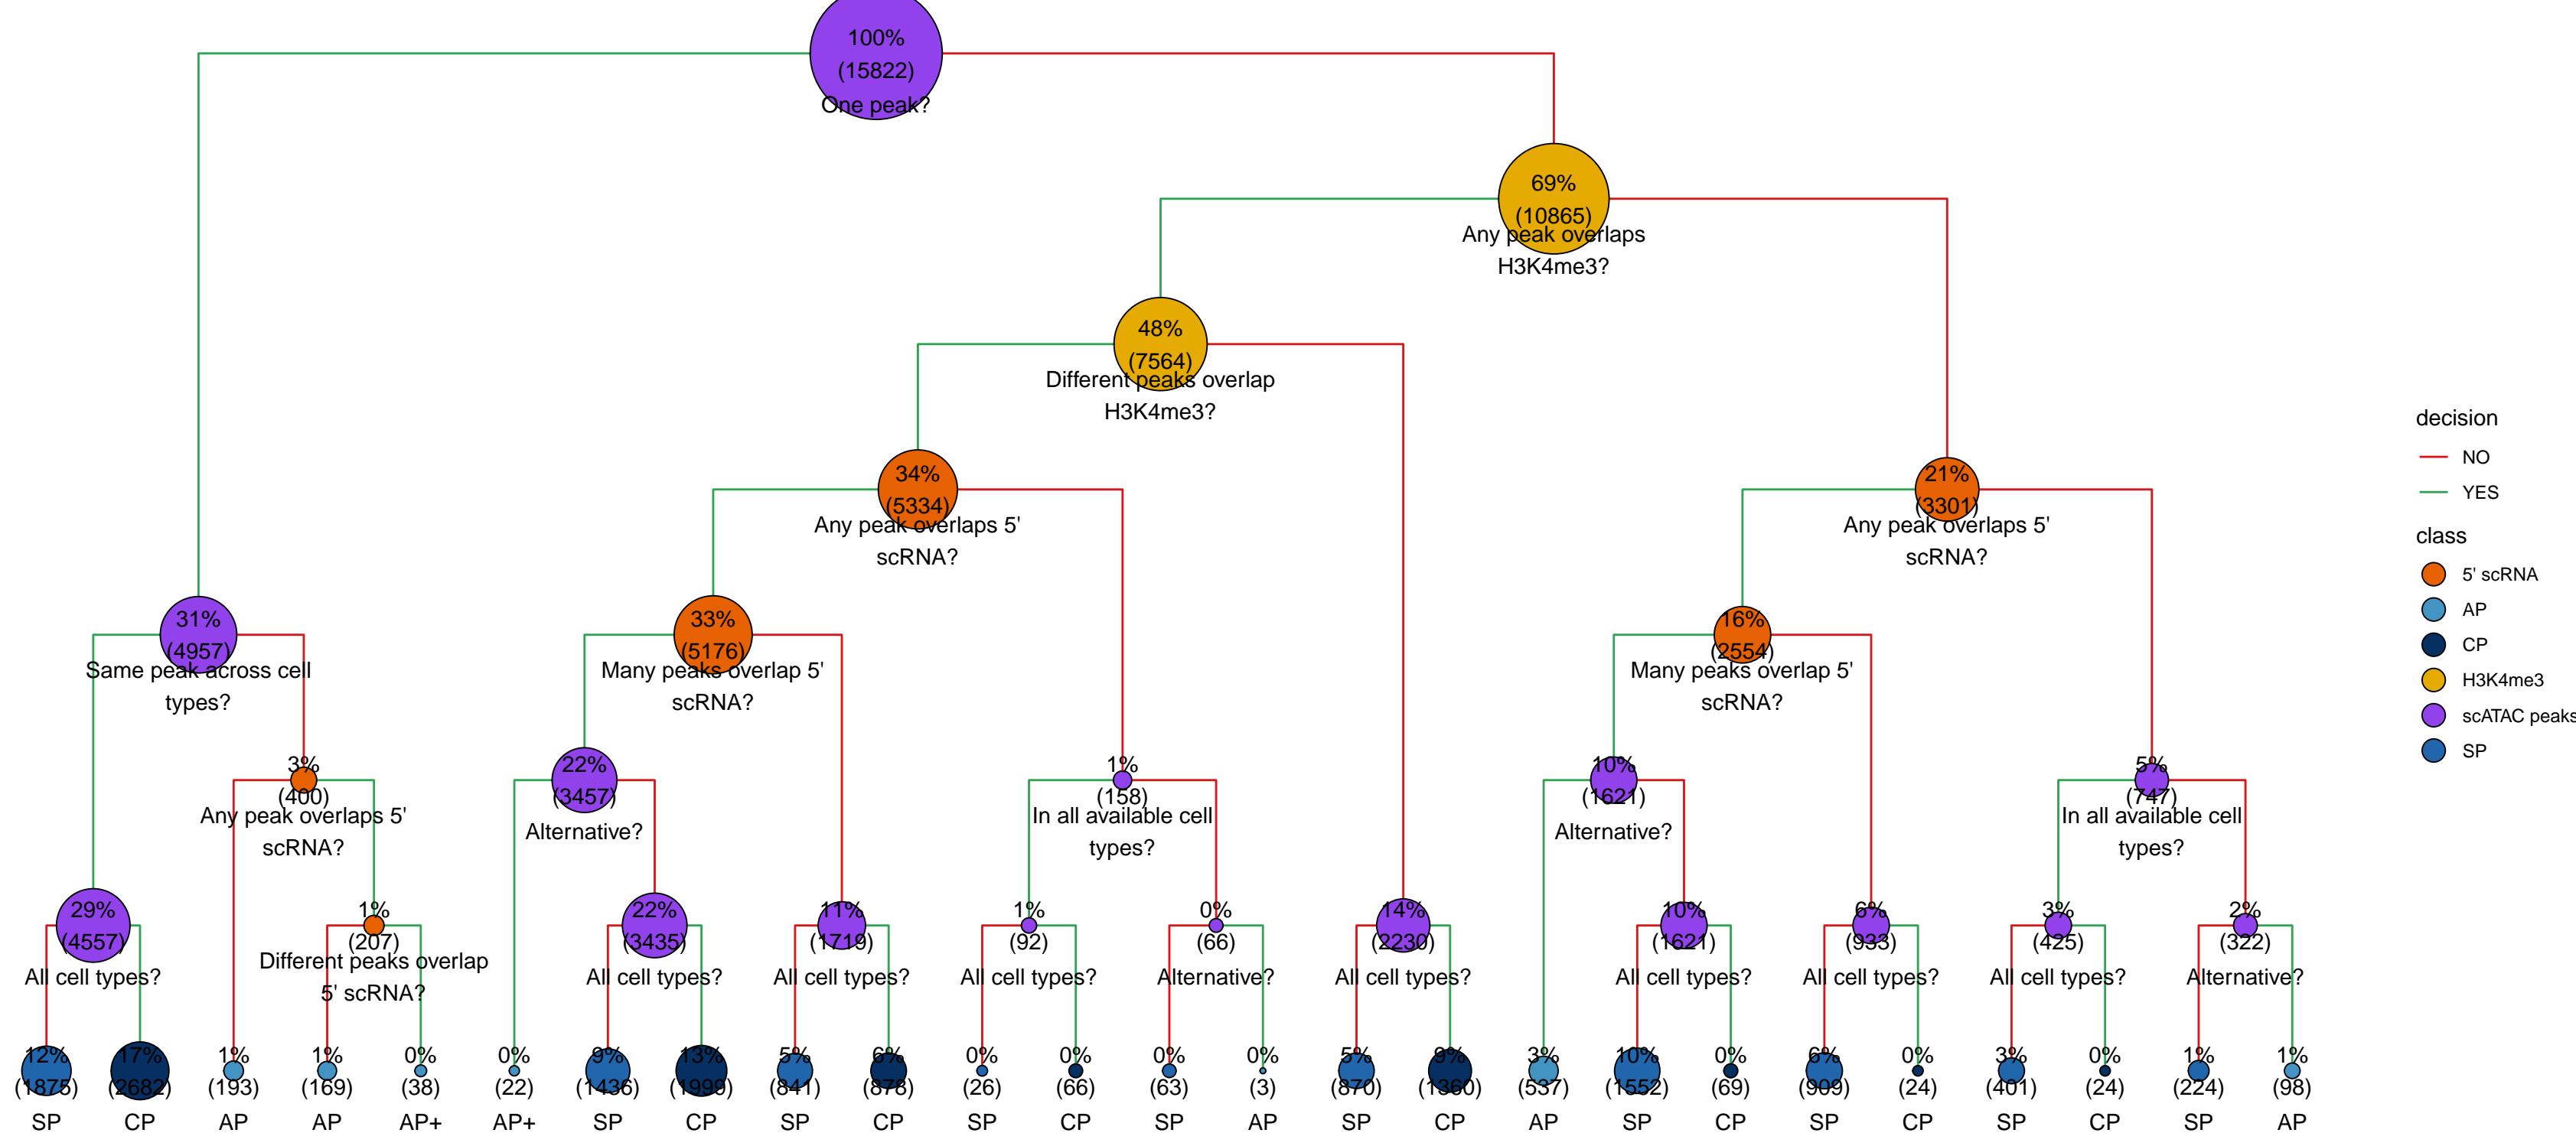 100%
(15822)
One peak?
69%
(10865)
Any peak overlaps
H3K4me3?
48%
(7564)
Different peaks overlap
H3K4me3?
34%
(5334)
Any peak overlaps 5'
scRNA?
21%
(3301)
Any peak overlaps 5'
scRNA?
31%
(4957)
Same peak across cell
types?
33%
(5176)
Many peaks overlap 5'
scRNA?
16%
(2554)
Many peaks overlap 5'
scRNA?
3%
(400)
Any peak overlaps 5'
scRNA?
22%
(3457)
Alternative?
1%
(158)
In all available cell
types?
10%
(1621)
Alternative?
5%
(747)
In all available cell
types?
29%
(4557)
All cell types?
1%
(207)
Different peaks overlap
5' scRNA?
22%
(3435)
All cell types?
11%
(1719)
All cell types?
1%
(92)
All cell types?
0%
(66)
Alternative?
14%
(2230)
All cell types?
10%
(1621)
All cell types?
6%
(933)
All cell types?
3%
(425)
All cell types?
2%
(322)
Alternative?
12%
(1875)
SP
17%
(2682)
CP
1%
(193)
AP
1%
(169)
AP
0%
(38)
AP+
0%
(22)
AP+
9%
(1436)
SP
13%
(1999)
CP
5%
(841)
SP
6%
(878)
CP
0%
(26)
SP
0%
(66)
CP
0%
(63)
SP
0%
(3)
AP
5%
(870)
SP
9%
(1360)
CP
3%
(537)
AP
10%
(1552)
SP
0%
(69)
CP
6%
(909)
SP
0%
(24)
CP
3%
(401)
SP
0%
(24)
CP
1%
(224)
SP
1%
(98)
AP
decision
NO
YES
class
5' scRNA
AP
CP
H3K4me3
scATAC peaks
SP